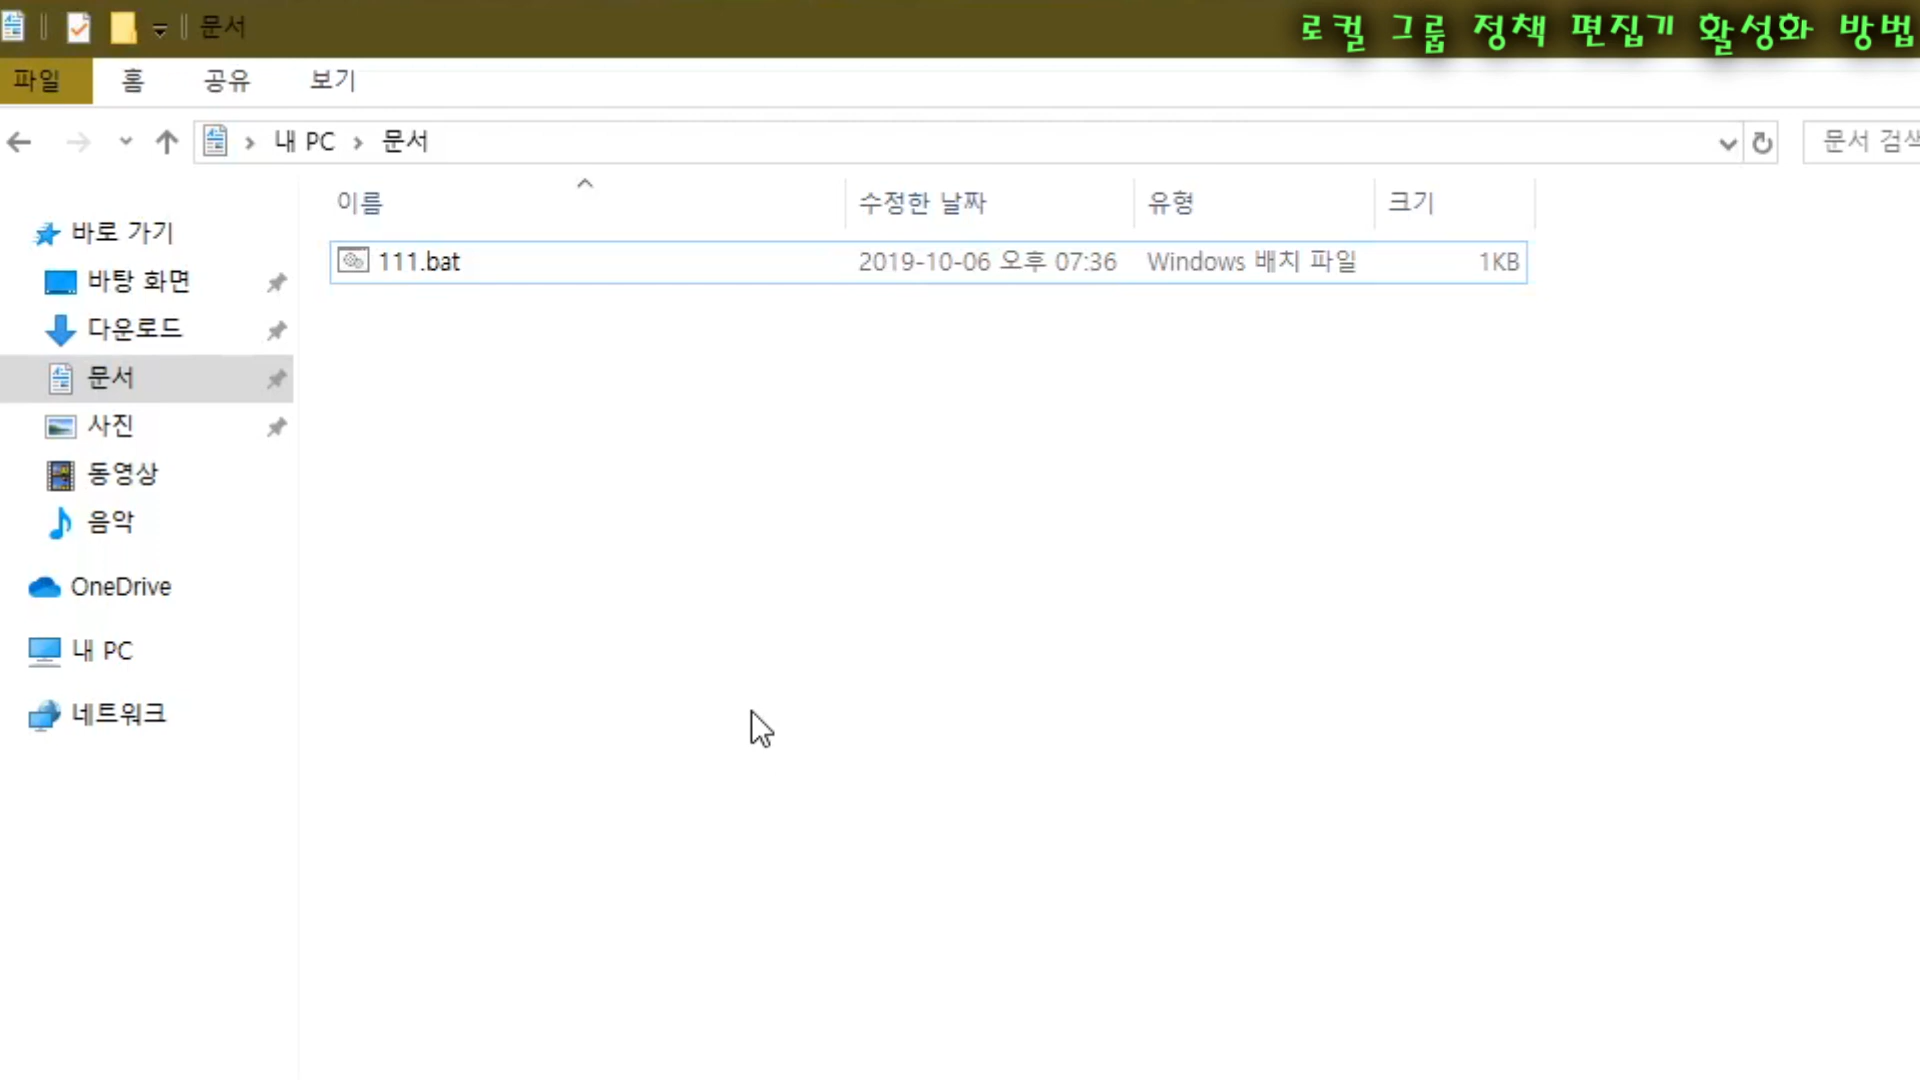 문서
로컬 그룹 정책 편집기 활성화 방법
파일 홈 공유 보기
내 PC 문서
문서 검색
이름 수정한 날짜 유형 크기
111.bat 2019-10-06 오후 07:36 Windows 배치 파일 1KB
바로 가기
바탕 화면
다운로드
문서
사진
동영상
음악
OneDrive
내 PC
네트워크